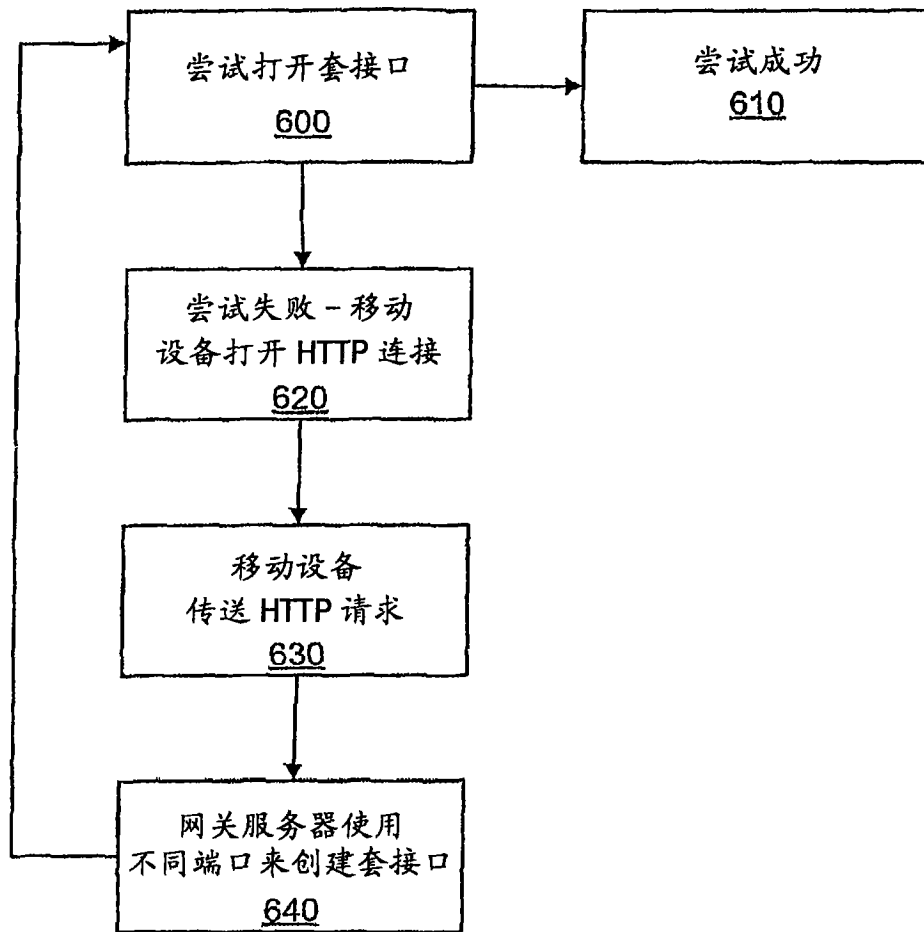 尝试打开套接口
600
尝试成功
610
尝试失败－移动
设备打开 HTTP 连接
620
移动设备
传送 HTTP 请求
630
网关服务器使用
不同端口来创建套接口
640